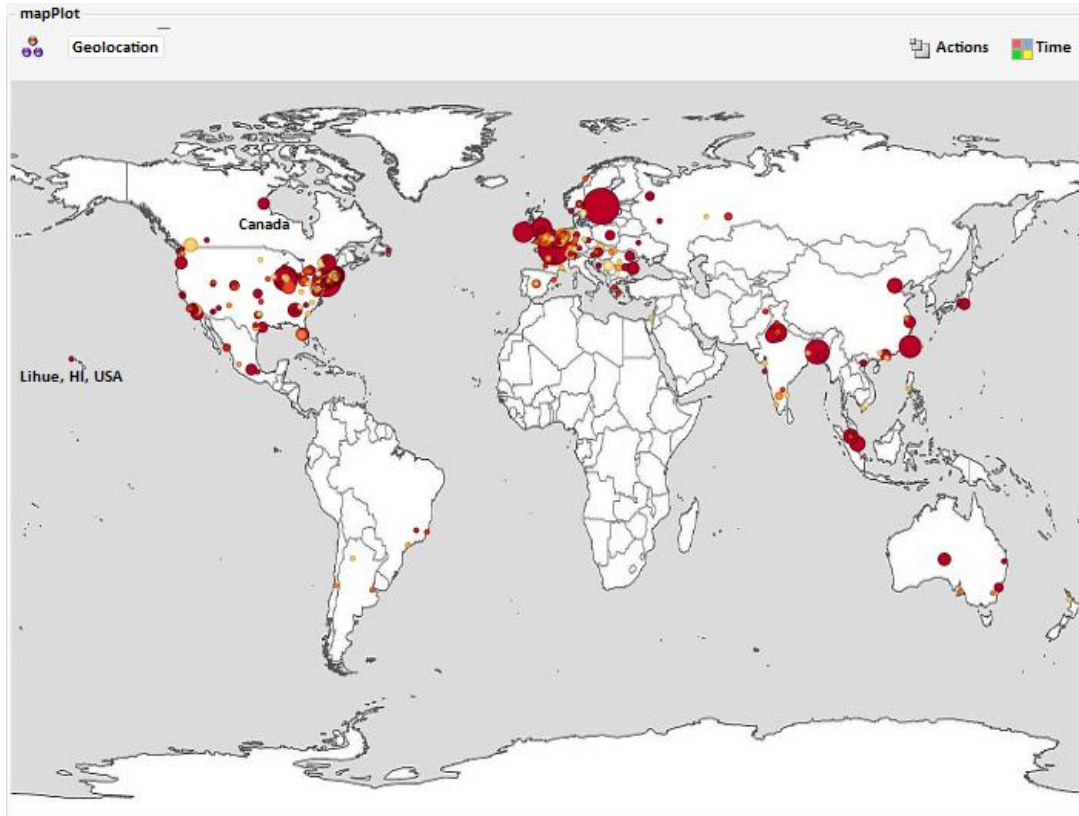 mapPlot
Geolocation
Actions
Time
Canada
Lihue, HI, USA